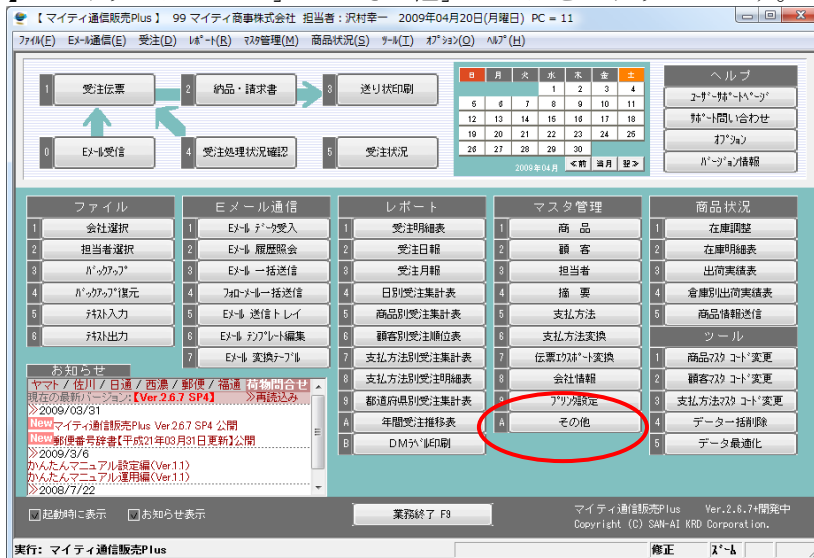 【 マイティ通信販売Plus 】 99 マイティ商事株式会社 担当者：沢村幸一 2009年04月20日(月曜日) PC = 11
ﾌｧｲﾙ(F) Eﾒｰﾙ通信(E) 受注(D) ﾚﾎﾟｰﾄ(R) ﾏｽﾀ管理(M) 商品状況(S) ﾂｰﾙ(T) ｵﾌﾟｼｮﾝ(O) ﾍﾙﾌﾟ(H)
1 受注伝票
2 納品・請求書
3 送り状印刷
0 Eﾒｰﾙ受信
4 受注処理状況確認
5 受注状況
日 月 火 水 木 金 土
1 2 3 4
5 6 7 8 9 10 11
12 13 14 15 16 17 18
19 20 21 22 23 24 25
26 27 28 29 30
2009年04月 ≪前 当月 翌≫
ヘルプ
ﾕｰｻﾞｰｻﾎﾟｰﾄﾍﾟｰｼﾞ
ｻﾎﾟｰﾄ問い合わせ
ｵﾌﾟｼｮﾝ
ﾊﾞｰｼﾞｮﾝ情報
ファイル
1 会社選択
2 担当者選択
3 ﾊﾞｯｸｱｯﾌﾟ
4 ﾊﾞｯｸｱｯﾌﾟ復元
5 ﾃｷｽﾄ入力
6 ﾃｷｽﾄ出力
Eメール通信
1 Eﾒｰﾙ ﾃﾞｰﾀ受入
2 Eﾒｰﾙ 履歴照会
3 Eﾒｰﾙ 一括送信
4 ﾌｫﾛｰﾒｰﾙ一括送信
5 Eﾒｰﾙ 送信トレイ
6 Eﾒｰﾙ ﾃﾝﾌﾟﾚｰﾄ編集
7 Eﾒｰﾙ 変換ﾃｰﾌﾞﾙ
レポート
1 受注明細表
2 受注日報
3 受注月報
4 日別受注集計表
5 商品別受注集計表
6 顧客別受注順位表
7 支払方法別受注集計表
8 支払方法別受注明細表
9 都道府県別受注集計表
A 年間受注推移表
B DMﾗﾍﾞﾙ印刷
マスタ管理
1 商 品
2 顧 客
3 担当者
4 摘 要
5 支払方法
6 支払方法変換
7 伝票ｴｸｽﾎﾟｰﾄ変換
8 会社情報
9 ﾌﾟﾘﾝﾀ設定
A その他
商品状況
1 在庫調整
2 在庫明細表
3 出荷実績表
4 倉庫別出荷実績表
5 商品情報送信
ツール
1 商品ﾏｽﾀ ｺｰﾄﾞ変更
2 顧客ﾏｽﾀ ｺｰﾄﾞ変更
3 支払方法ﾏｽﾀ ｺｰﾄﾞ変更
4 データ一括削除
5 データ最適化
お知らせ
ヤマト / 佐川 / 日通 / 西濃 / 郵便 / 福通 荷物問合せ
現在の最新バージョン:【Ver.2.6.7 SP4】 ≫再読込み
≫2009/03/31
New マイティ通信販売Plus Ver.2.6.7 SP4 公開
New 郵便番号辞書【平成21年03月31日更新】公開
≫2009/3/6
かんたんマニュアル設定編(Ver1.1)
かんたんマニュアル運用編(Ver1.1)
≫2008/7/22
起動時に表示 お知らせ表示
業務終了 F9
マイティ通信販売Plus Ver.2.6.7+開発中
Copyright (C) SAN-AI KRD Corporation.
実行: マイティ通信販売Plus 修正 ｽﾞｰﾑ